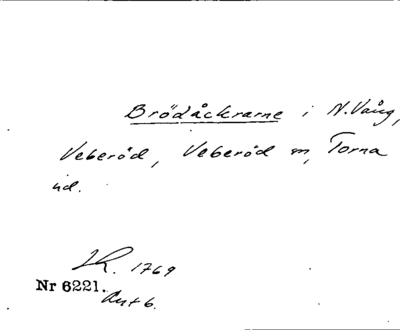 Brödåckrarne i N. Vång,
Veberöd, Veberöd sn, Torna
hd.
LR. 1769
Nr 6221.
Akt 6.